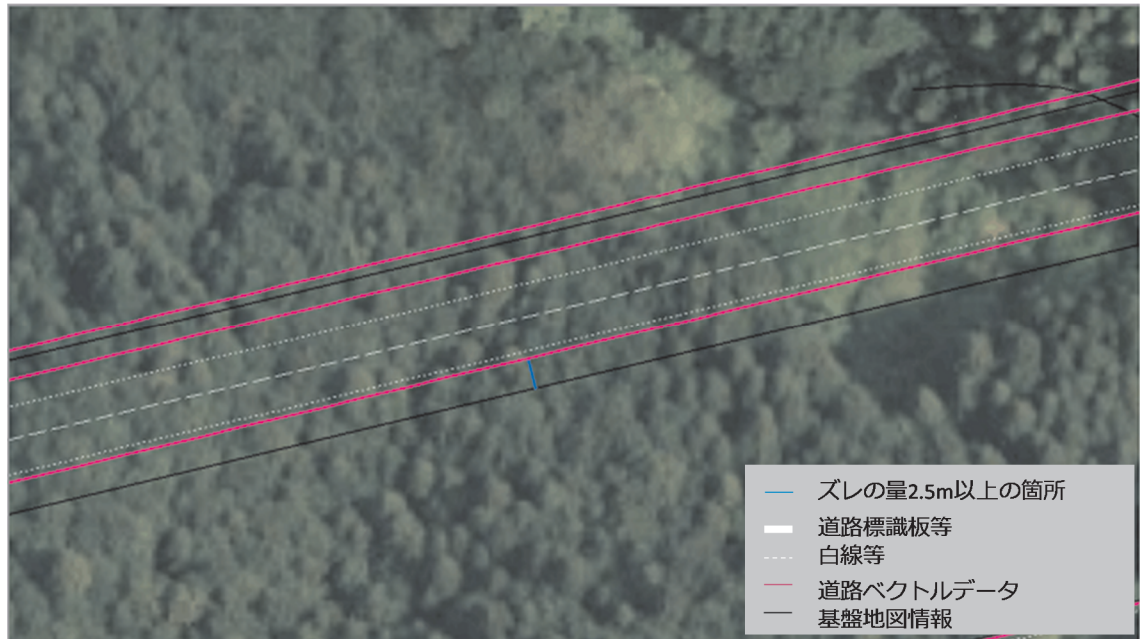 ズレの量2.5m以上の箇所
道路標識板等
白線等
道路ベクトルデータ
基盤地図情報